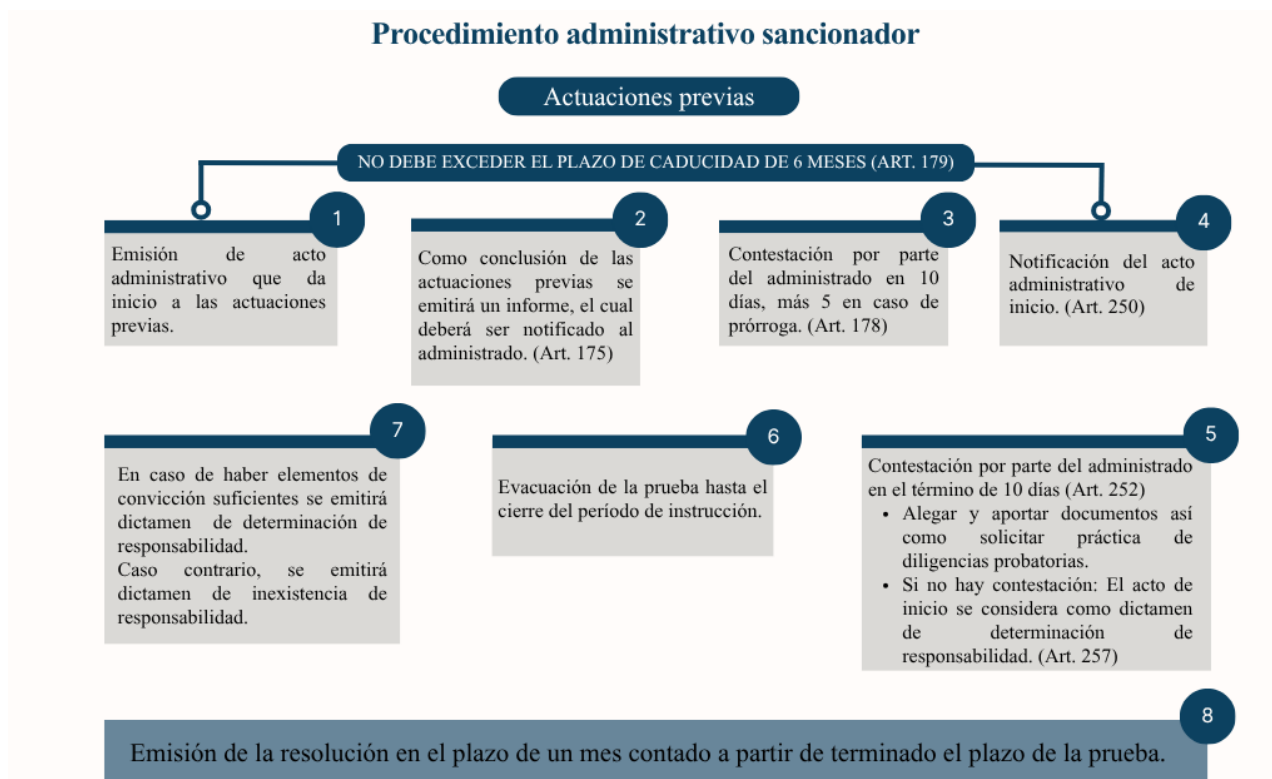 Procedimiento administrativo sancionador
Actuaciones previas
NO DEBE EXCEDER EL PLAZO DE CADUCIDAD DE 6 MESES (ART. 179)
1
Emisión de acto
administrativo que da
inicio a las actuaciones
previas.
2
Como conclusión de las
actuaciones previas se
emitirá un informe, el cual
deberá ser notificado al
administrado. (Art. 175)
3
Contestación por parte
del administrado en 10
días, más 5 en caso de
prórroga. (Art. 178)
4
Notificación del acto
administrativo de
inicio. (Art. 250)
5
Contestación por parte del administrado
en el término de 10 días (Art. 252)
• Alegar y aportar documentos así
como solicitar práctica de
diligencias probatorias.
• Si no hay contestación: El acto de
inicio se considera como dictamen
de determinación de
responsabilidad. (Art. 257)
6
Evacuación de la prueba hasta el
cierre del período de instrucción.
7
En caso de haber elementos de
convicción suficientes se emitirá
dictamen de determinación de
responsabilidad.
Caso contrario, se emitirá
dictamen de inexistencia de
responsabilidad.
8
Emisión de la resolución en el plazo de un mes contado a partir de terminado el plazo de la prueba.